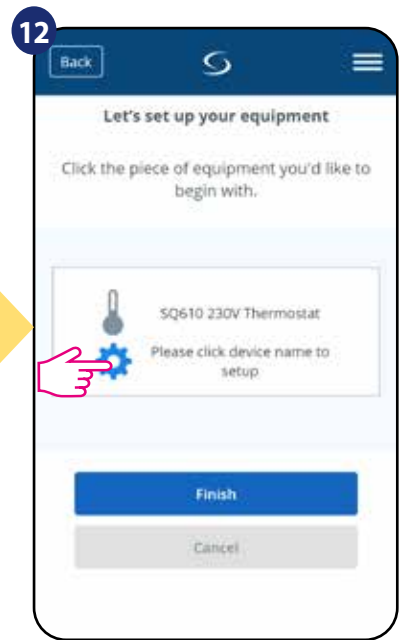 12
Back
Let's set up your equipment
Click the piece of equipment you'd like to
begin with.
SQ610 230V Thermostat
Please click device name to
setup
Finish
Cancel